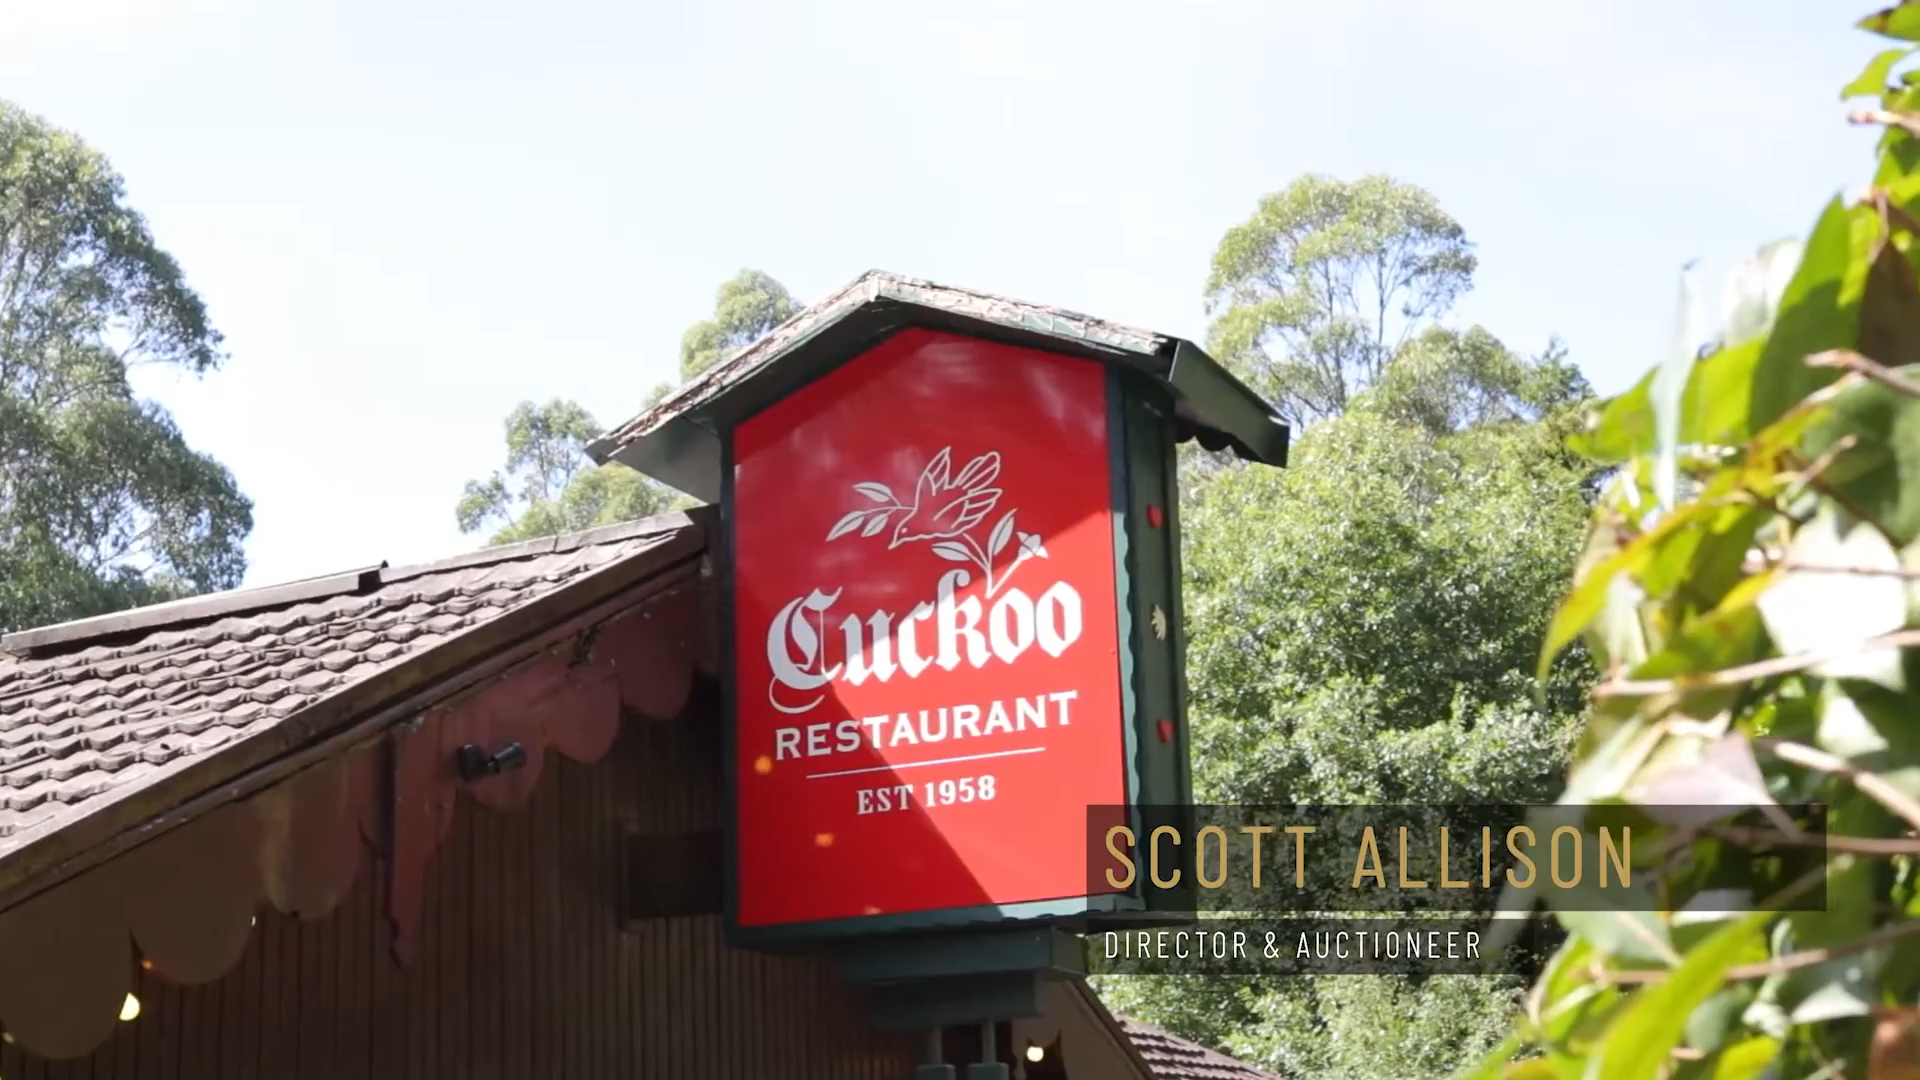 Cuckoo
RESTAURANT
EST 1958
SCOTT ALLISON
DIRECTOR & AUCTIONEER